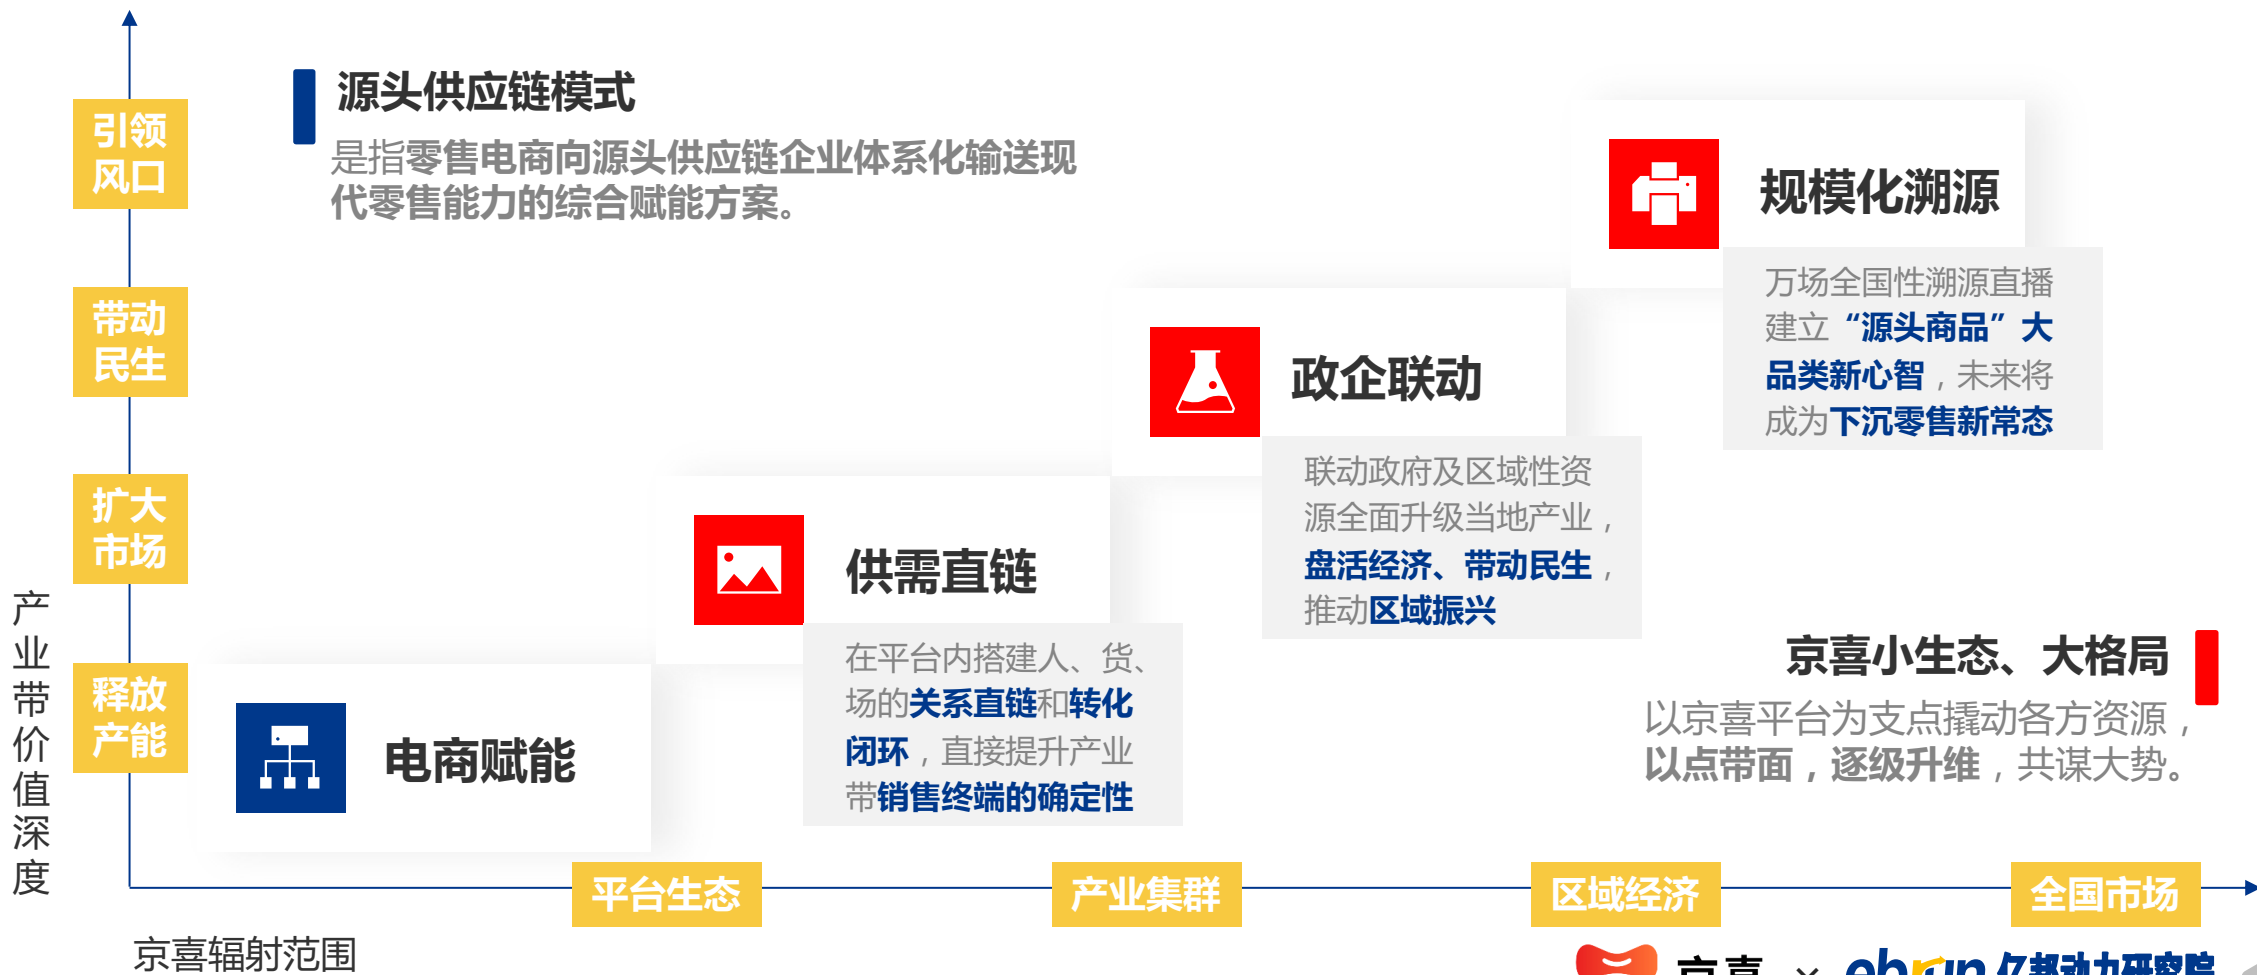 源头供应链模式
是指零售电商向源头供应链企业体系化输送现
代零售能力的综合赋能方案。
引领
风口
带动
民生
扩大
市场
释放
产能
产业带价值深度
规模化溯源
万场全国性溯源直播
建立“源头商品”大
品类新心智，未来将
成为下沉零售新常态
政企联动
联动政府及区域性资
源全面升级当地产业，
盘活经济、带动民生，
推动区域振兴
供需直链
在平台内搭建人、货、
场的关系直链和转化
闭环，直接提升产业
带销售终端的确定性
电商赋能
京喜小生态、大格局
以京喜平台为支点撬动各方资源，
以点带面，逐级升维，共谋大势。
平台生态
产业集群
区域经济
全国市场
京喜辐射范围
京喜 × ebrun 亿邦动力研究院